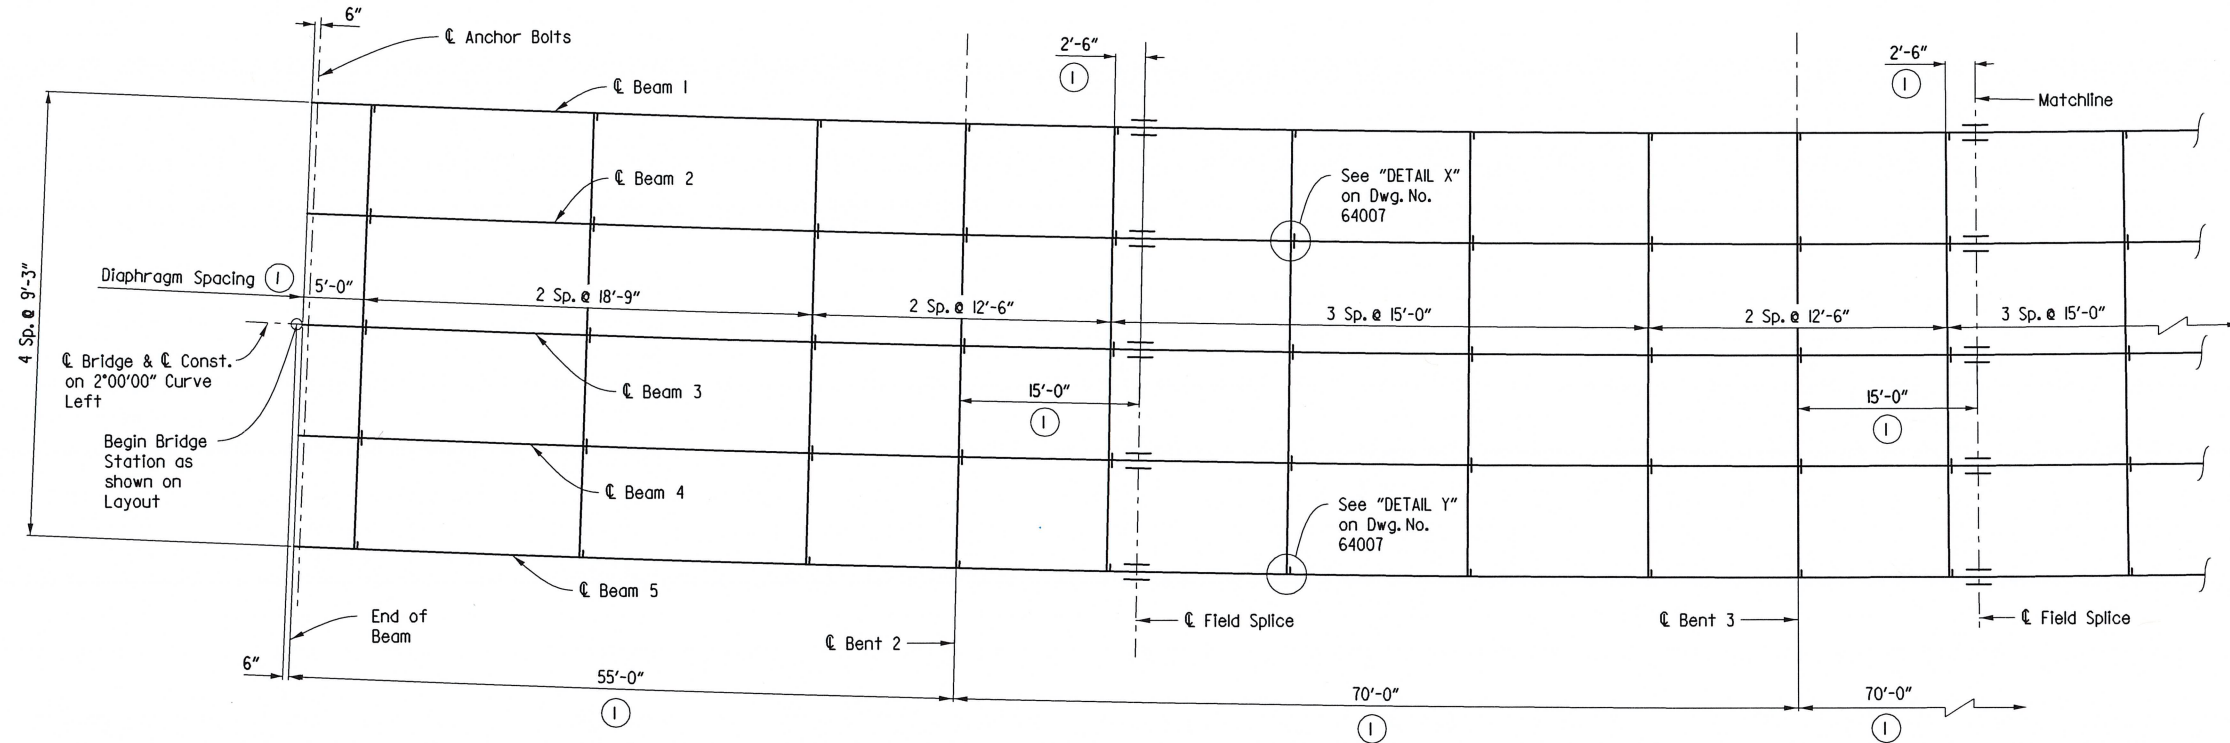 6"
℄ Anchor Bolts
℄ Beam 1
2'-6"
1
2'-6"
1
Matchline
℄ Beam 2
See "DETAIL X"
on Dwg. No.
64007
4 Sp. @ 9'-3"
Diaphragm Spacing 1
5'-0"
2 Sp. @ 18'-9"
2 Sp. @ 12'-6"
3 Sp. @ 15'-0"
2 Sp. @ 12'-6"
3 Sp. @ 15'-0"
℄ Bridge & ℄ Const.
on 2°00'00" Curve
Left
℄ Beam 3
15'-0"
1
15'-0"
1
Begin Bridge
Station as
shown on
Layout
℄ Beam 4
See "DETAIL Y"
on Dwg. No.
64007
℄ Beam 5
End of
Beam
℄ Bent 2
℄ Field Splice
℄ Bent 3
℄ Field Splice
6"
55'-0"
1
70'-0"
1
70'-0"
1